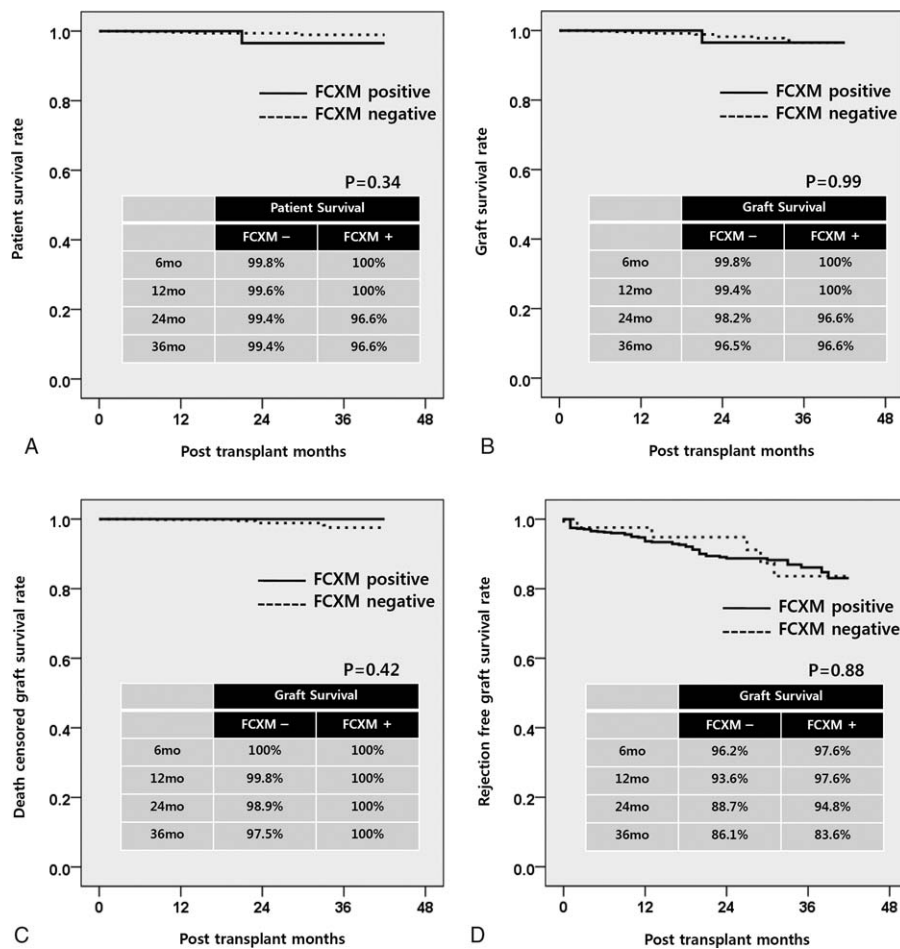 1.0
0.8
0.6
0.4
0.2
0.0
Patient survival rate
FCXM positive
FCXM negative
P=0.34
Patient Survival
FCXM − FCXM +
6mo 99.8% 100%
12mo 99.6% 100%
24mo 99.4% 96.6%
36mo 99.4% 96.6%
0 12 24 36 48
A Post transplant months
1.0
0.8
0.6
0.4
0.2
0.0
Graft survival rate
FCXM positive
FCXM negative
P=0.99
Graft Survival
FCXM − FCXM +
6mo 99.8% 100%
12mo 99.4% 100%
24mo 98.2% 96.6%
36mo 96.5% 96.6%
0 12 24 36 48
B Post transplant months
1.0
0.8
0.6
0.4
0.2
0.0
Death censored graft survival rate
FCXM positive
FCXM negative
P=0.42
Graft Survival
FCXM − FCXM +
6mo 100% 100%
12mo 99.8% 100%
24mo 98.9% 100%
36mo 97.5% 100%
0 12 24 36 48
C Post transplant months
1.0
0.8
0.6
0.4
0.2
0.0
Rejection free graft survival rate
FCXM positive
FCXM negative
P=0.88
Graft Survival
FCXM − FCXM +
6mo 96.2% 97.6%
12mo 93.6% 97.6%
24mo 88.7% 94.8%
36mo 86.1% 83.6%
0 12 24 36 48
D Post transplant months